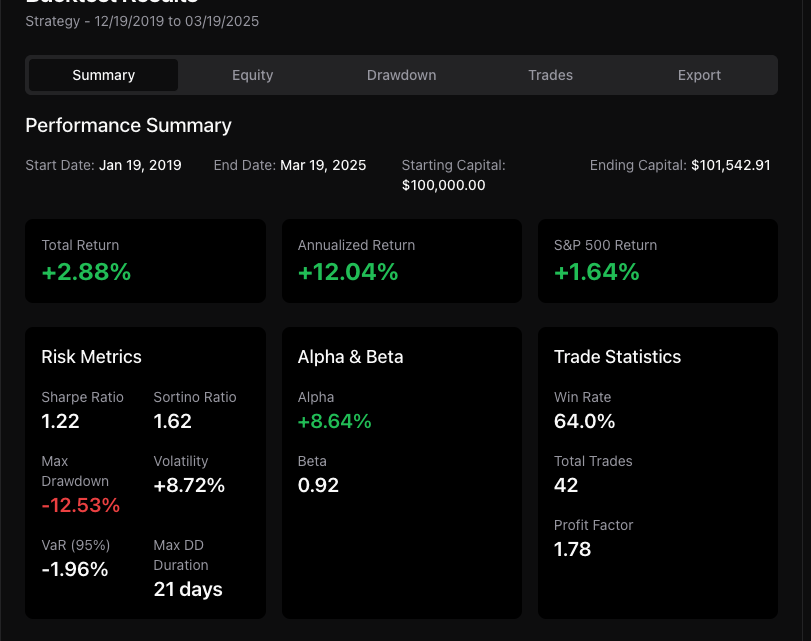 Backtest Results
Strategy - 12/19/2019 to 03/19/2025
Summary Equity Drawdown Trades Export
Performance Summary
Start Date: Jan 19, 2019 End Date: Mar 19, 2025 Starting Capital: Ending Capital: $101,542.91
$100,000.00
Total Return Annualized Return S&P 500 Return
+2.88% +12.04% +1.64%
Risk Metrics Alpha & Beta Trade Statistics
Sharpe Ratio Sortino Ratio Alpha Win Rate
1.22 1.62 +8.64% 64.0%
Max Volatility Beta Total Trades
Drawdown +8.72% 0.92 42
-12.53%
Profit Factor
VaR (95%) Max DD 1.78
-1.96% Duration
21 days